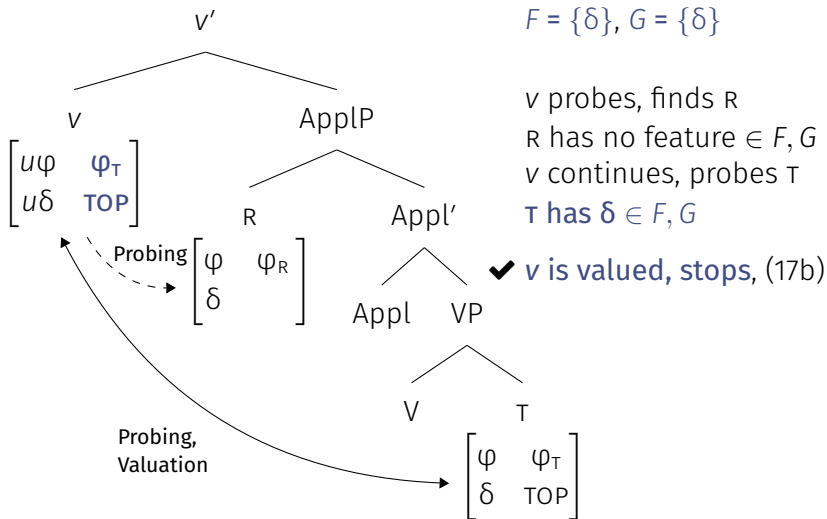 v′
F = {δ}, G = {δ}
v
ApplP
v probes, finds R
R has no feature ∈ F, G
v continues, probes T
T has δ ∈ F, G
✔ v is valued, stops, (17b)
uφ φT
uδ TOP
R
Appl′
Probing
φ φR
δ
Appl
VP
V
T
Probing,
Valuation
φ φT
δ TOP